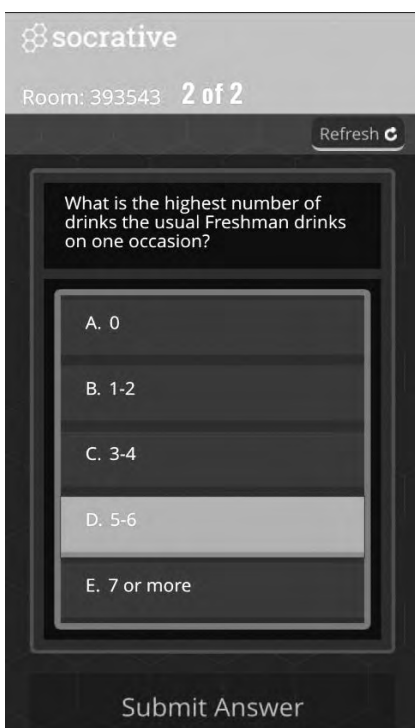 socrative
Room: 393543 2 of 2
Refresh
What is the highest number of
drinks the usual Freshman drinks
on one occasion?
A. 0
B. 1-2
C. 3-4
D. 5-6
E. 7 or more
Submit Answer